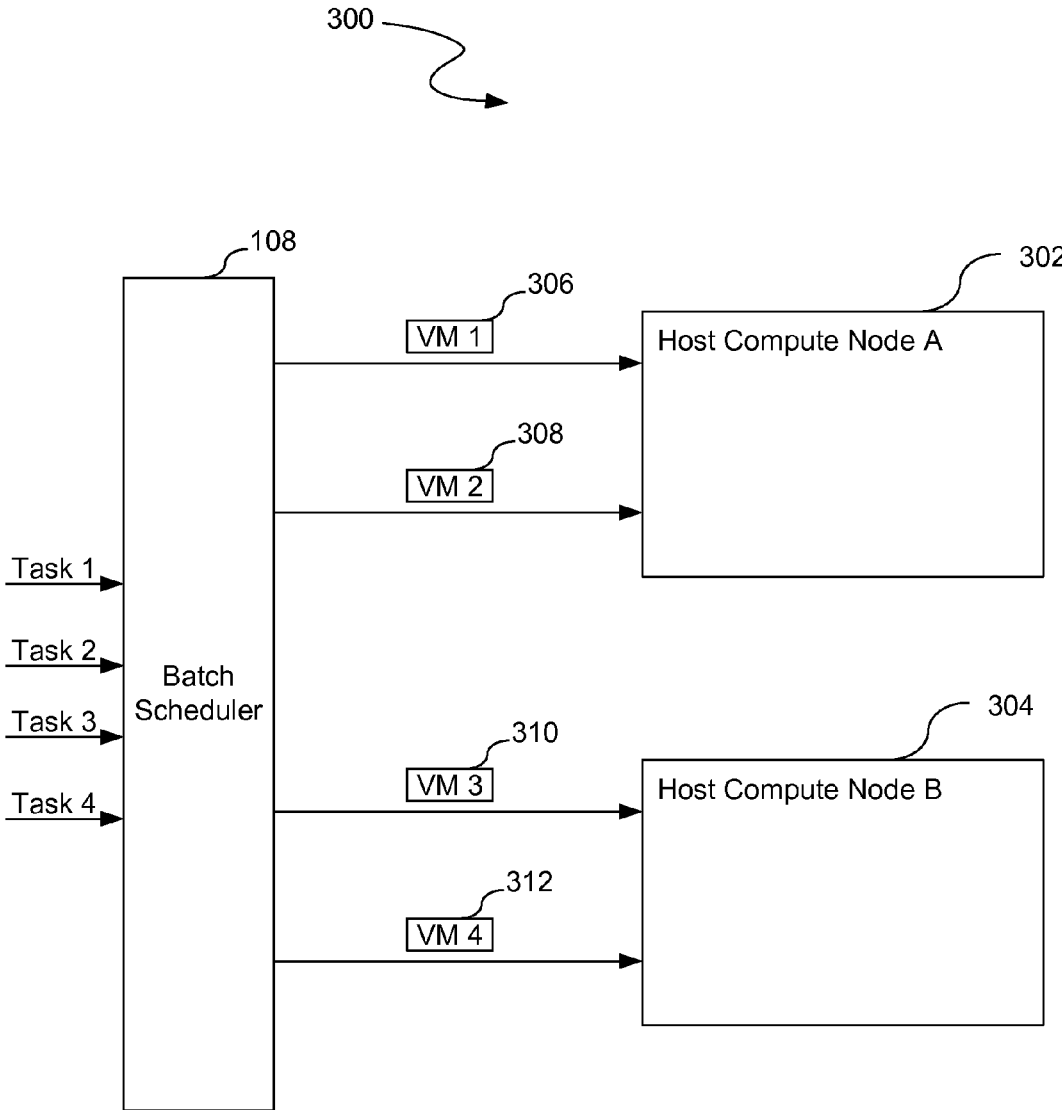 300
108
302
306
VM 1
Host Compute Node A
308
VM 2
Task 1
Task 2
Batch
Scheduler
Task 3
Task 4
304
310
VM 3
Host Compute Node B
312
VM 4